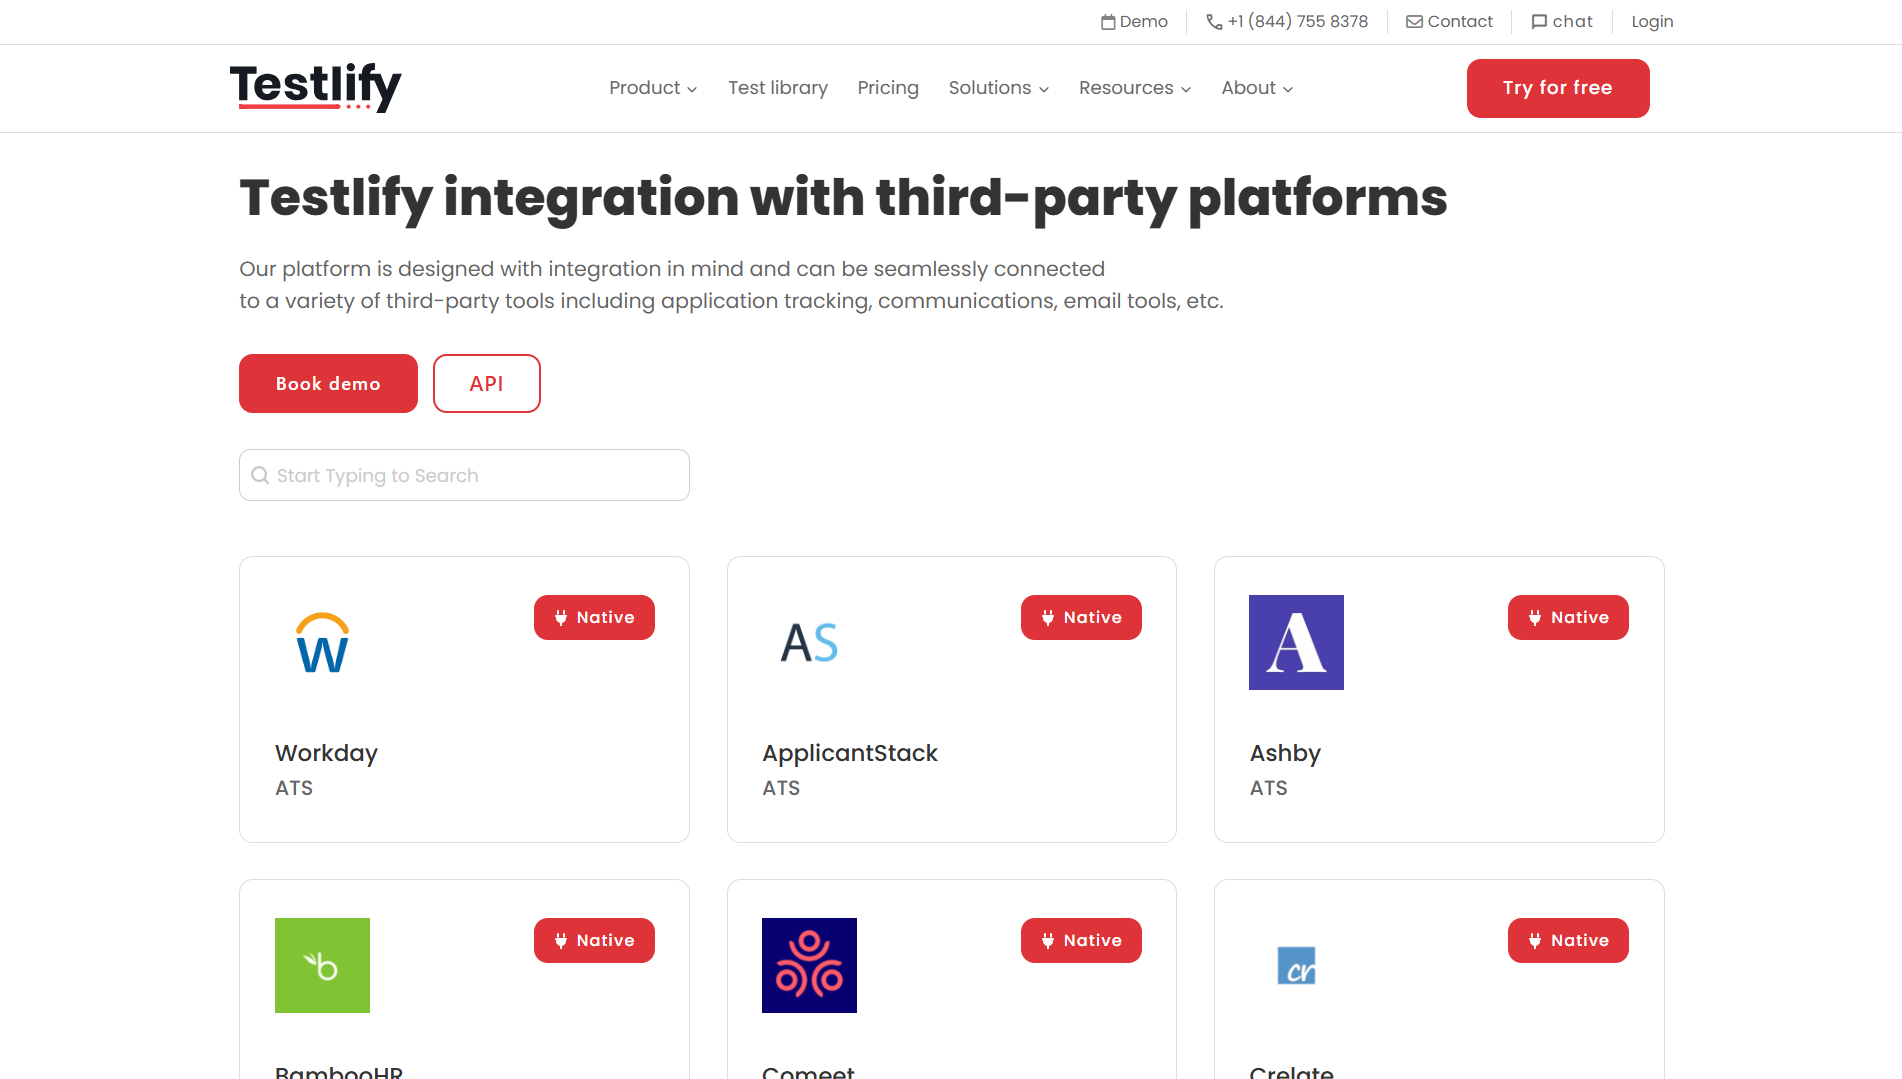 Demo
+1 (844) 755 8378
Contact
chat
Login
Testlify
Product
Test library
Pricing
Solutions
Resources
About
Try for free
Testlify integration with third-party platforms
Our platform is designed with integration in mind and can be seamlessly connected
to a variety of third-party tools including application tracking, communications, email tools, etc.
Book demo
API
Start Typing to Search
W
Native
Workday
ATS
AS
Native
ApplicantStack
ATS
A
Native
Ashby
ATS
b
Native
BambooHR
Native
Comeet
cr
Native
Crelate